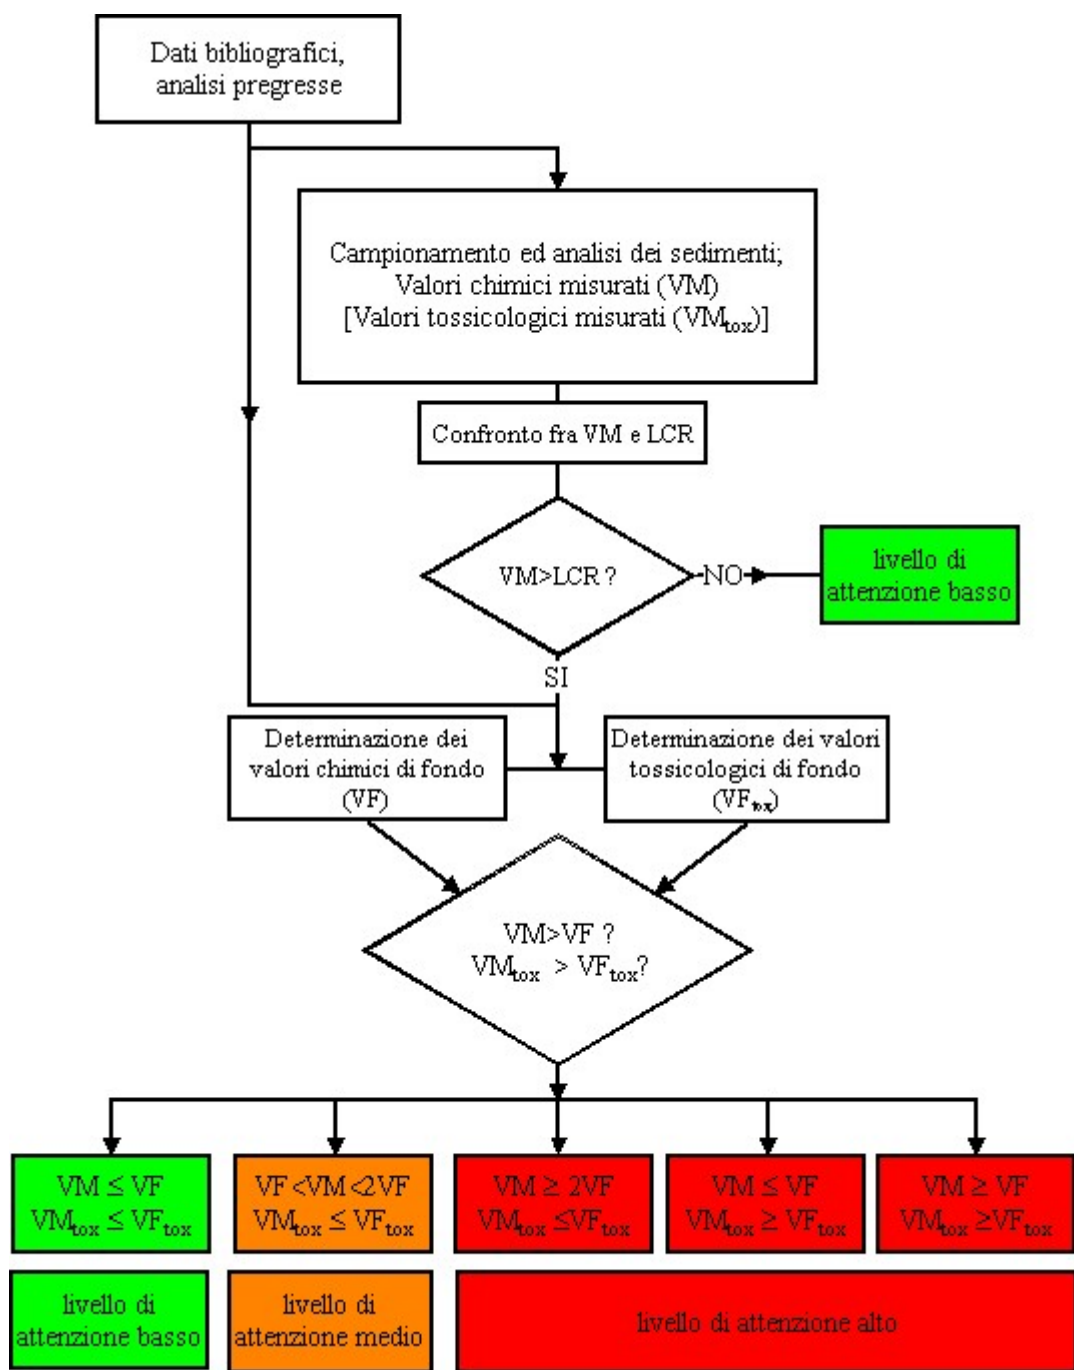 Dati bibliografici,
analisi pregresse
Campionamento ed analisi dei sedimenti;
Valori chimici misurati (VM)
[Valori tossicologici misurati (VMtox)]
Confronto fra VM e LCR
VM>LCR ?
NO
livello di
attenzione basso
SI
Determinazione dei
valori chimici di fondo
(VF)
Determinazione dei valori
tossicologici di fondo
(VFtox)
VM>VF ?
VMtox > VFtox?
VM ≤ VF
VMtox ≤ VFtox
VF <VM <2VF
VMtox ≤ VFtox
VM ≥ 2VF
VMtox ≤VFtox
VM ≤ VF
VMtox ≥ VFtox
VM ≥ VF
VMtox ≥VFtox
livello di
attenzione basso
livello di
attenzione medio
livello di attenzione alto